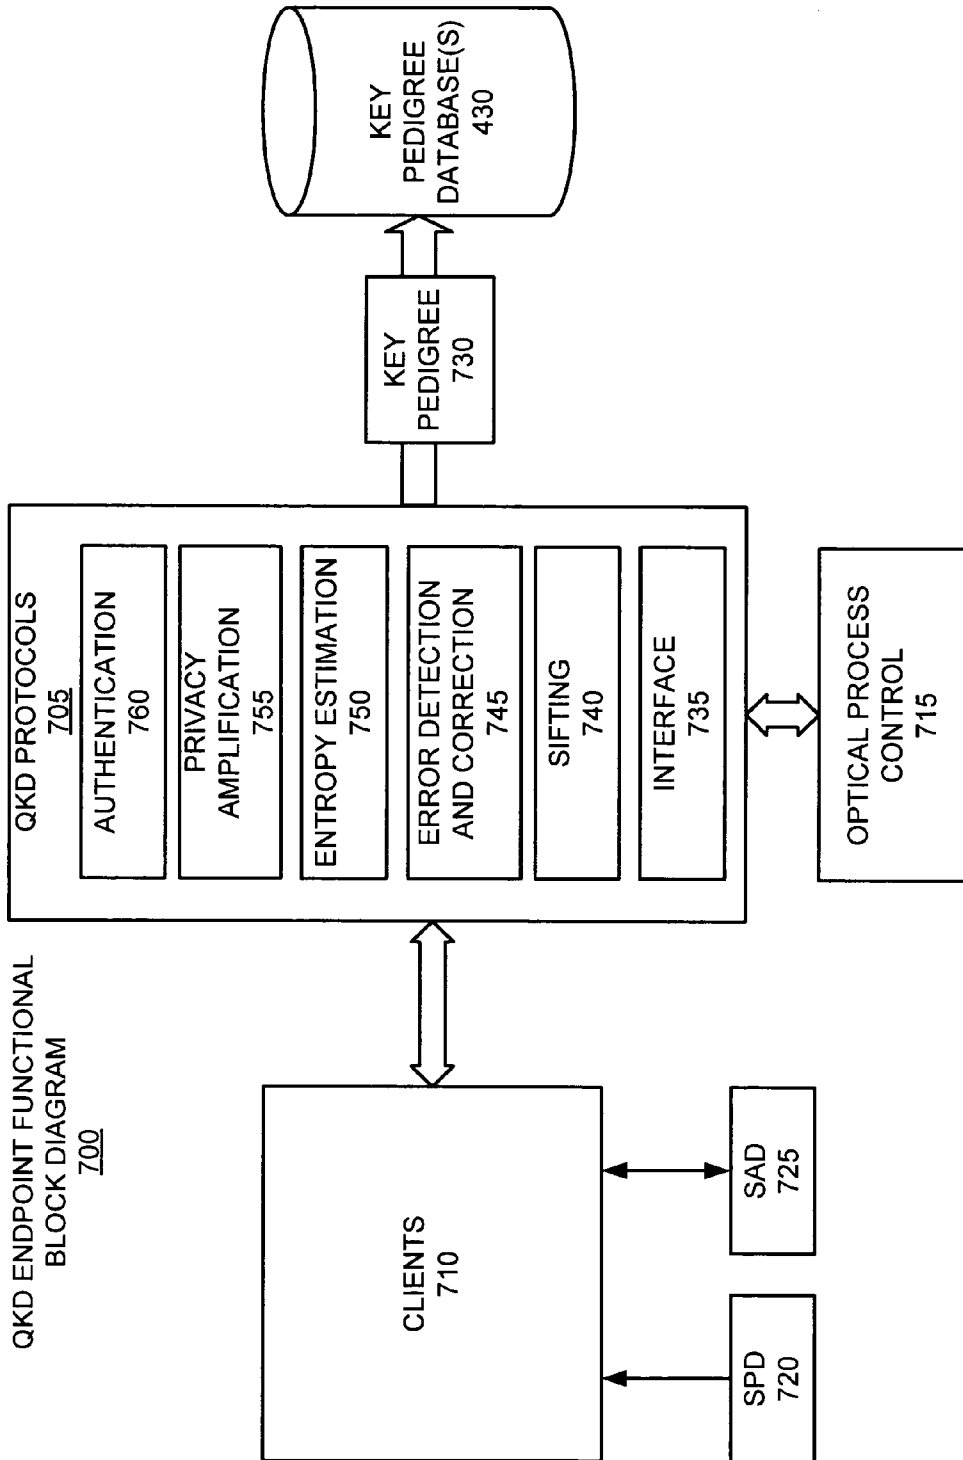 QKD ENDPOINT FUNCTIONAL
BLOCK DIAGRAM
700
CLIENTS
710
SPD
720
SAD
725
QKD PROTOCOLS
705
AUTHENTICATION
760
PRIVACY
AMPLIFICATION
755
ENTROPY ESTIMATION
750
ERROR DETECTION
AND CORRECTION
745
SIFTING
740
INTERFACE
735
OPTICAL PROCESS
CONTROL
715
KEY
PEDIGREE
730
KEY
PEDIGREE
DATABASE(S)
430